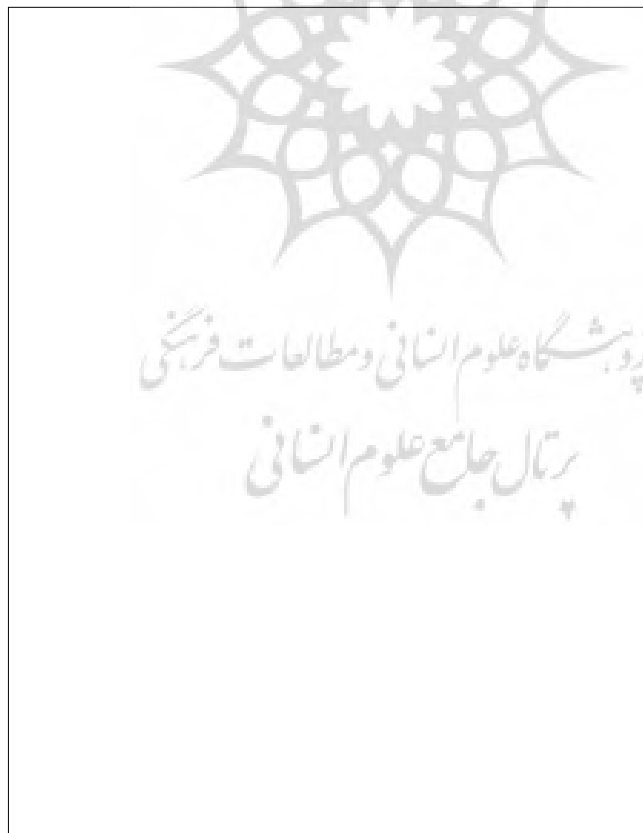 پژوهشگاه علوم انسانی و مطالعات فرهنگی
پرتال جامع علوم انسانی